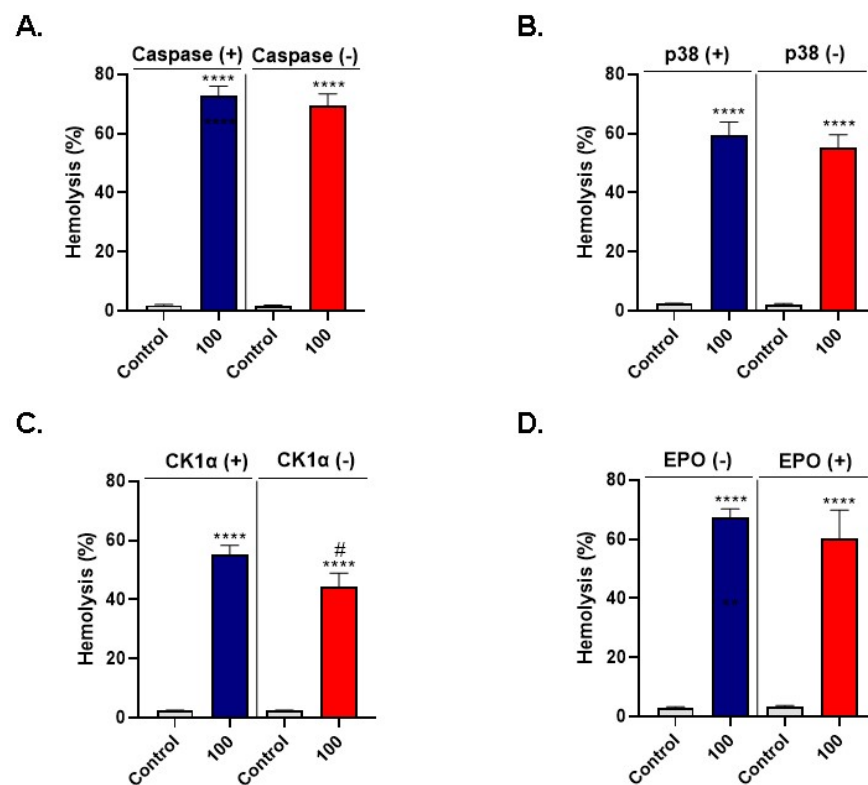 A.
Caspase (+) Caspase (-)
Hemolysis (%)
80
60
40
20
0
****
****
****
Control
100
Control
100
B.
p38 (+) p38 (-)
Hemolysis (%)
80
60
40
20
0
****
****
Control
100
Control
100
C.
CK1α (+) CK1α (-)
Hemolysis (%)
80
60
40
20
0
****
#
****
Control
100
Control
100
D.
EPO (-) EPO (+)
Hemolysis (%)
80
60
40
20
0
****
****
**
Control
100
Control
100